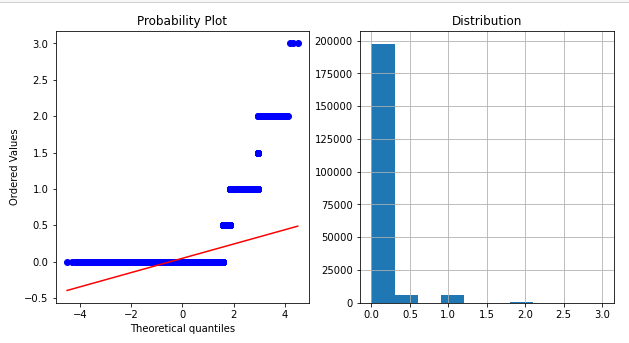 Probability Plot
Ordered Values
3.0
2.5
2.0
1.5
1.0
0.5
0.0
−0.5
−4 −2 0 2 4
Theoretical quantiles
Distribution
200000
175000
150000
125000
100000
75000
50000
25000
0
0.0 0.5 1.0 1.5 2.0 2.5 3.0